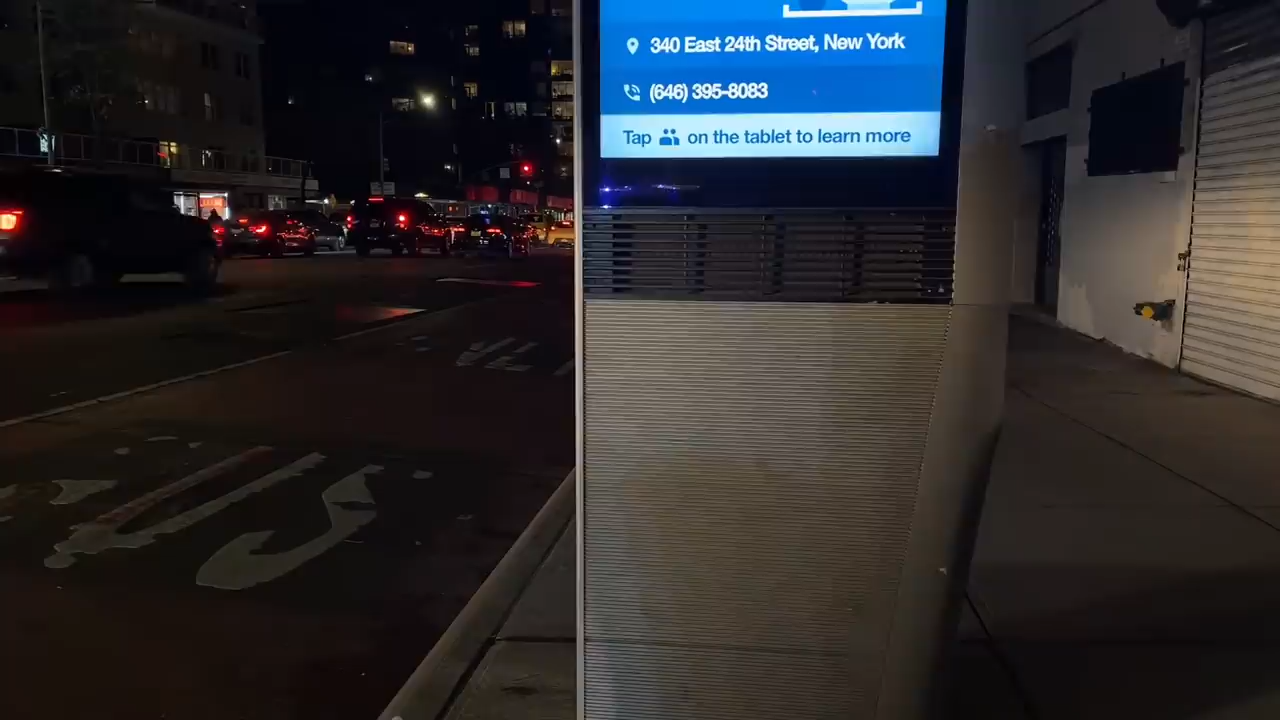 340 East 24th Street, New York
(646) 395-8083
Tap on the tablet to learn more